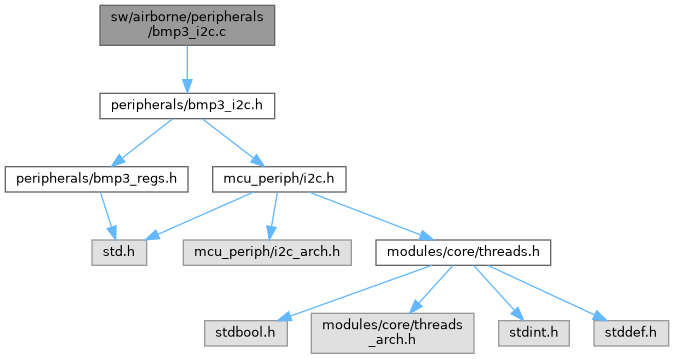 sw/airborne/peripherals
/bmp3_i2c.c
peripherals/bmp3_i2c.h
peripherals/bmp3_regs.h
mcu_periph/i2c.h
std.h
mcu_periph/i2c_arch.h
modules/core/threads.h
stdbool.h
modules/core/threads
_arch.h
stdint.h
stddef.h